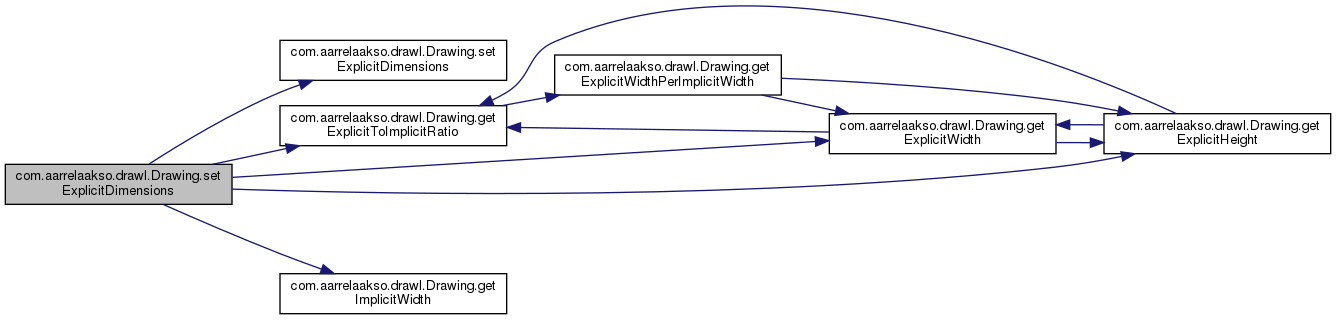 com.aarrelaakso.drawl.Drawing.set
ExplicitDimensions
com.aarrelaakso.drawl.Drawing.set
ExplicitDimensions
com.aarrelaakso.drawl.Drawing.get
ExplicitToImplicitRatio
com.aarrelaakso.drawl.Drawing.get
ExplicitWidthPerImplicitWidth
com.aarrelaakso.drawl.Drawing.get
ExplicitWidth
com.aarrelaakso.drawl.Drawing.get
ExplicitHeight
com.aarrelaakso.drawl.Drawing.get
ImplicitWidth